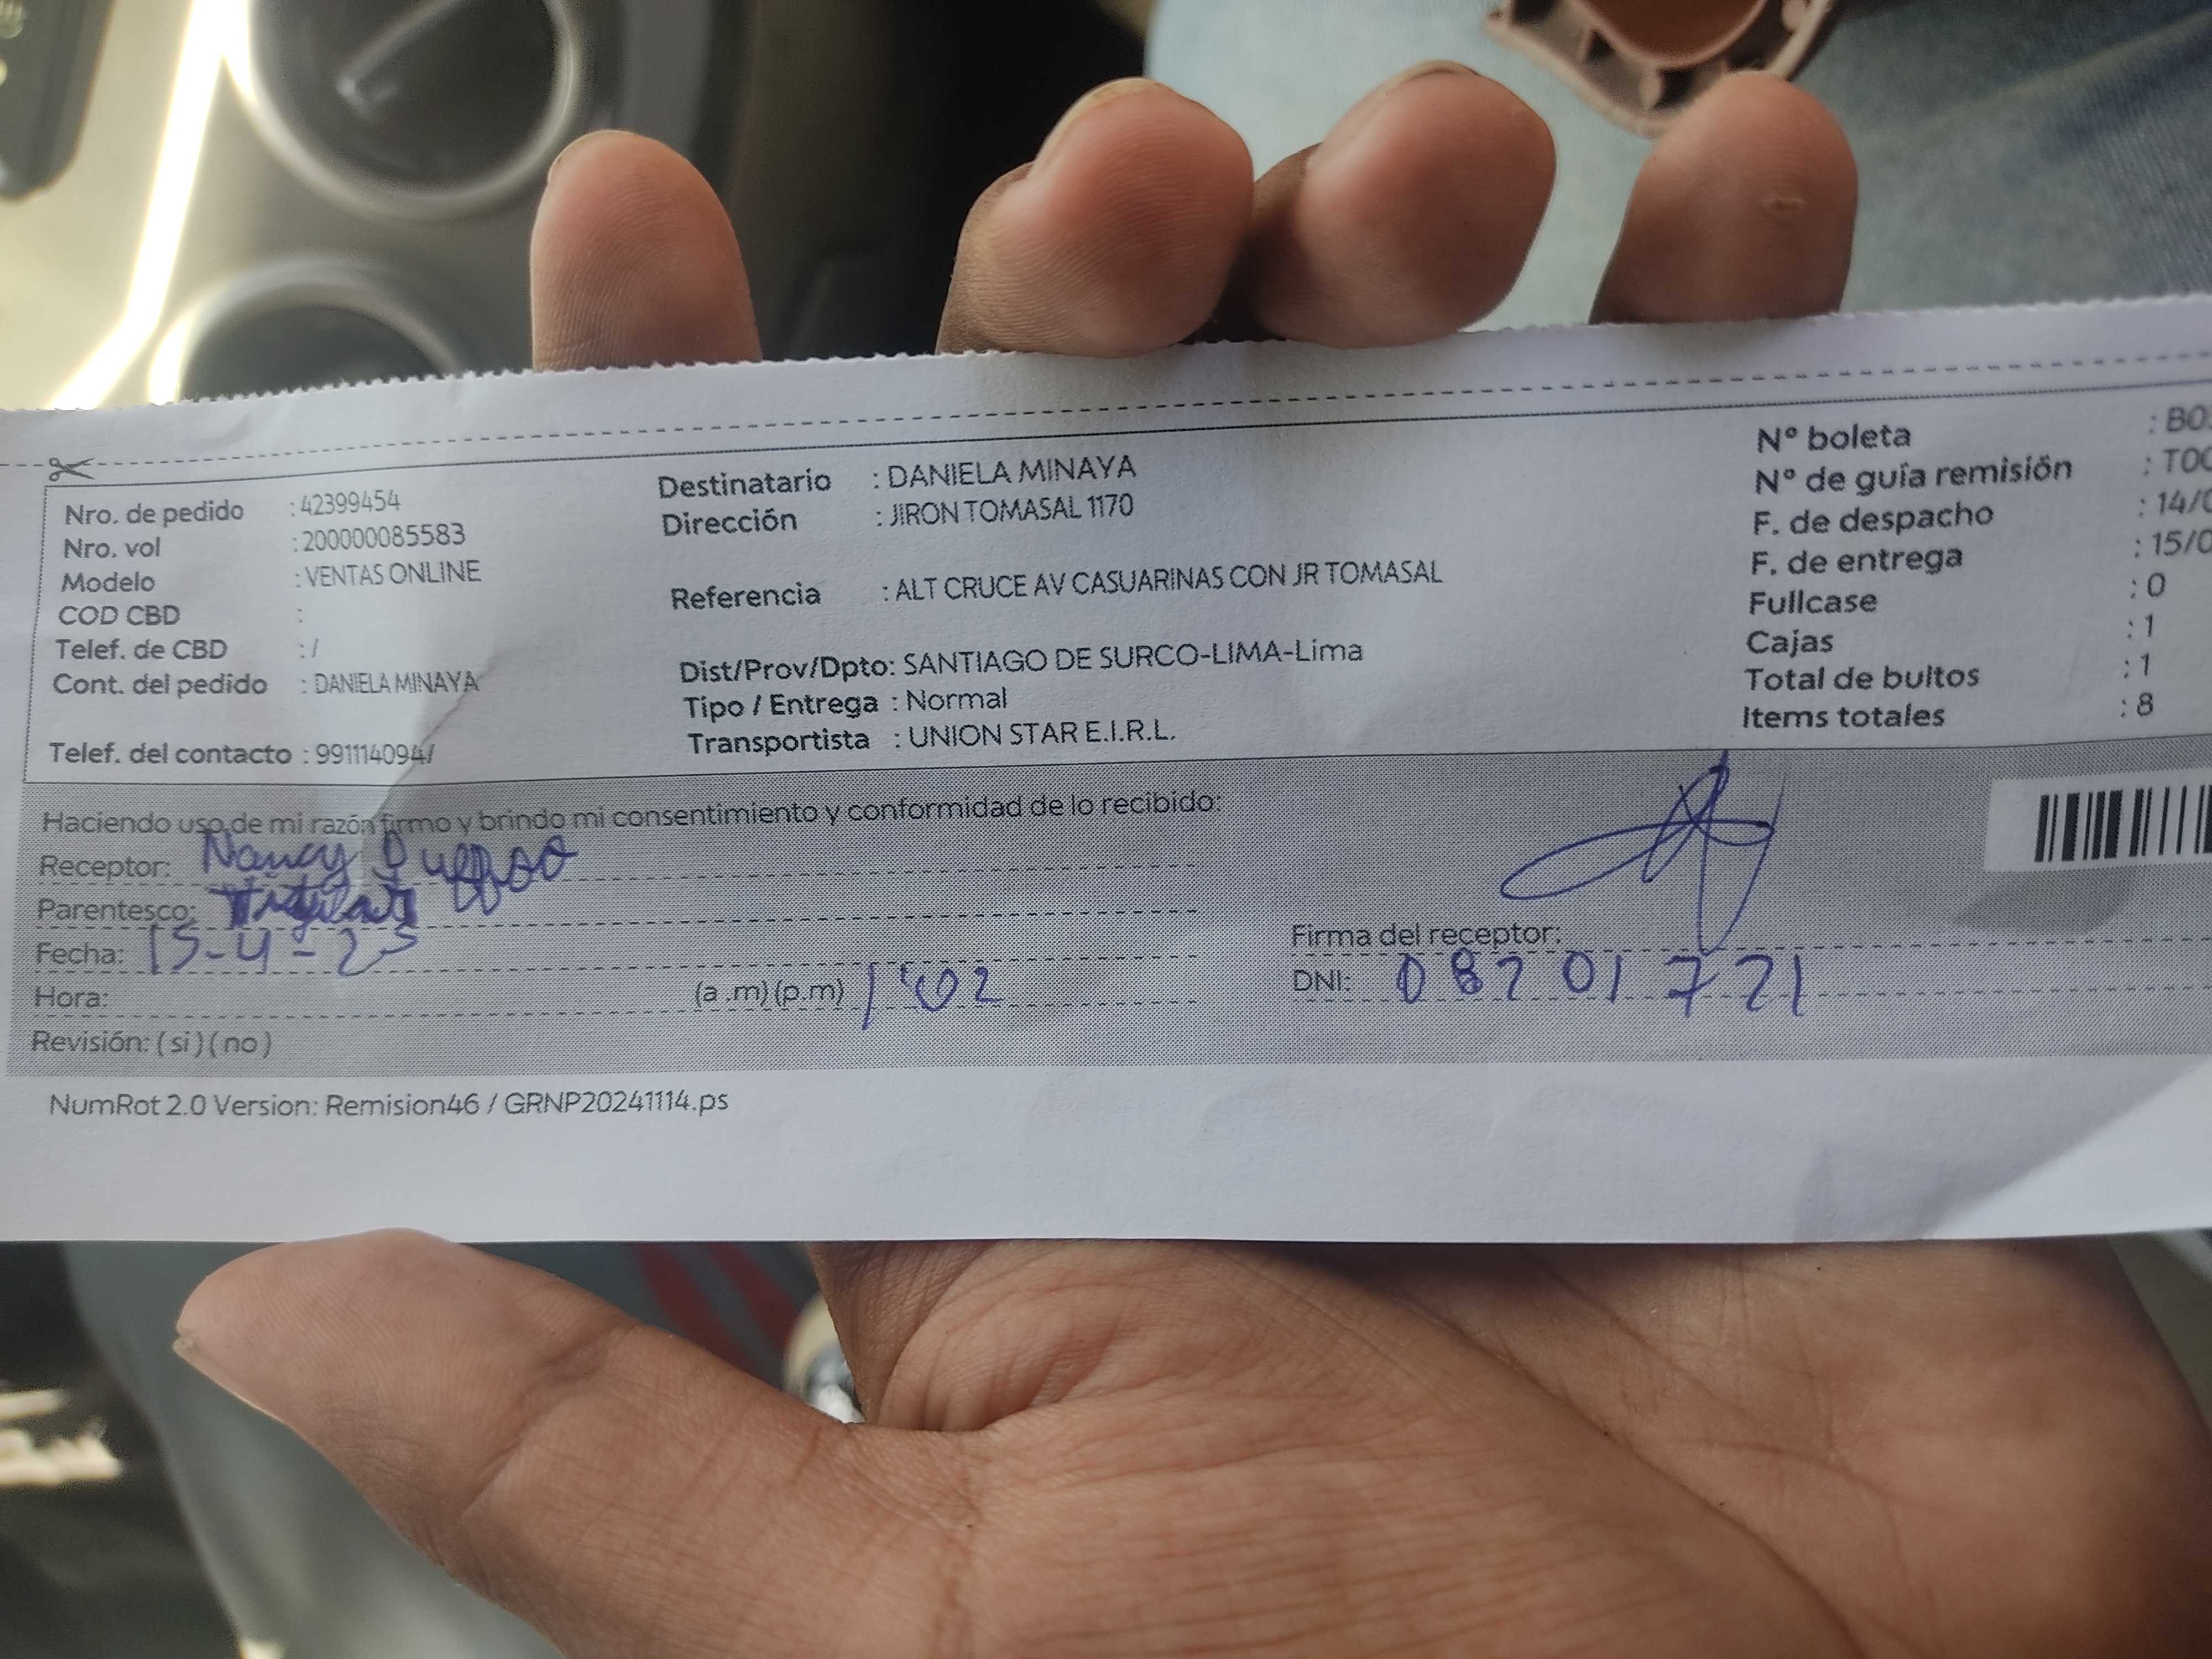 Nro. de pedido : 42399454
Nro. vol : 200000085583
Modelo : VENTAS ONLINE
COD CBD :
Telef. de CBD : /
Cont. del pedido : DANIELA MINAYA
Telef. del contacto : 991114094/
Destinatario : DANIELA MINAYA
Dirección : JIRON TOMASAL 1170
Referencia : ALT CRUCE AV CASUARINAS CON JR TOMASAL
Dist/Prov/Dpto: SANTIAGO DE SURCO-LIMA-Lima
Tipo / Entrega : Normal
Transportista : UNION STAR E.I.R.L.
N° boleta : B0
N° de guía remisión : T00
F. de despacho : 14/0
F. de entrega : 15/0
Fullcase : 0
Cajas : 1
Total de bultos : 1
Items totales : 8
Haciendo uso de mi razón firmo y brindo mi consentimiento y conformidad de lo recibido:
Receptor: Nancy
Parentesco:
Fecha: 15-4-25
Hora: (a .m) (p.m) 1:02
Revisión: ( si ) ( no )
Firma del receptor:
DNI: 08201721
NumRot 2.0 Version: Remision46 / GRNP20241114.ps